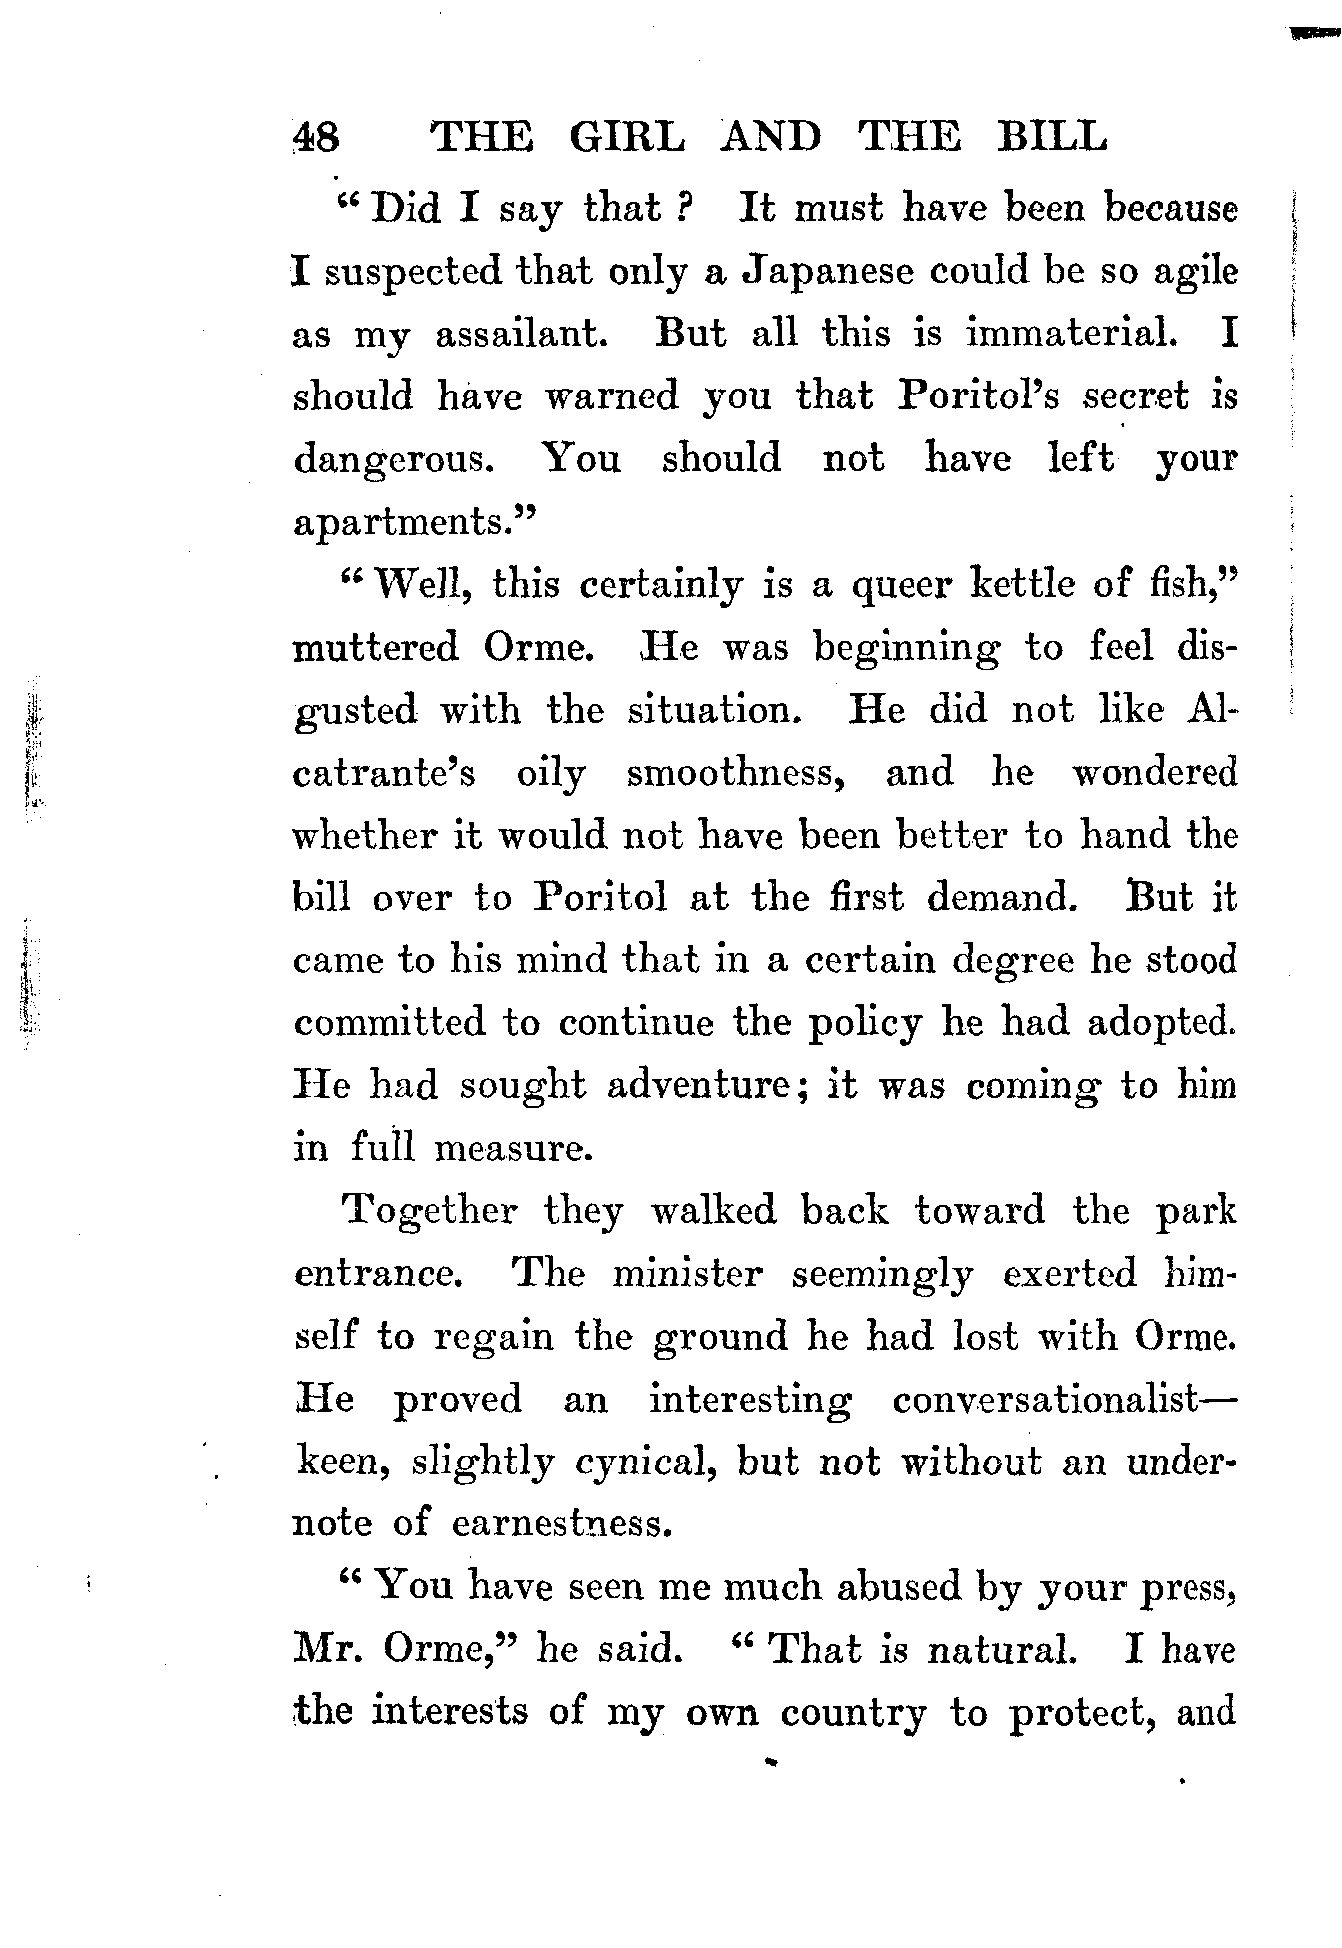 48 THE GIRL AND THE BILL
“ Did I say that ? It must have been because
I suspected that only a Japanese could be so agile
as my assailant. But all this is immaterial. I
should have warned you that Poritol’s secret is
dangerous. You should not have left your
apartments.”
“ Well, this certainly is a queer kettle of fish,”
muttered Orme. He was beginning to feel dis-
gusted with the situation. He did not like Al-
catrante’s oily smoothness, and he wondered
whether it would not have been better to hand the
bill over to Poritol at the first demand. But it
came to his mind that in a certain degree he stood
committed to continue the policy he had adopted.
He had sought adventure; it was coming to him
in full measure.
Together they walked back toward the park
entrance. The minister seemingly exerted him-
self to regain the ground he had lost with Orme.
He proved an interesting conversationalist—
keen, slightly cynical, but not without an under-
note of earnestness.
“ You have seen me much abused by your press,
Mr. Orme,” he said. “ That is natural. I have
the interests of my own country to protect, and